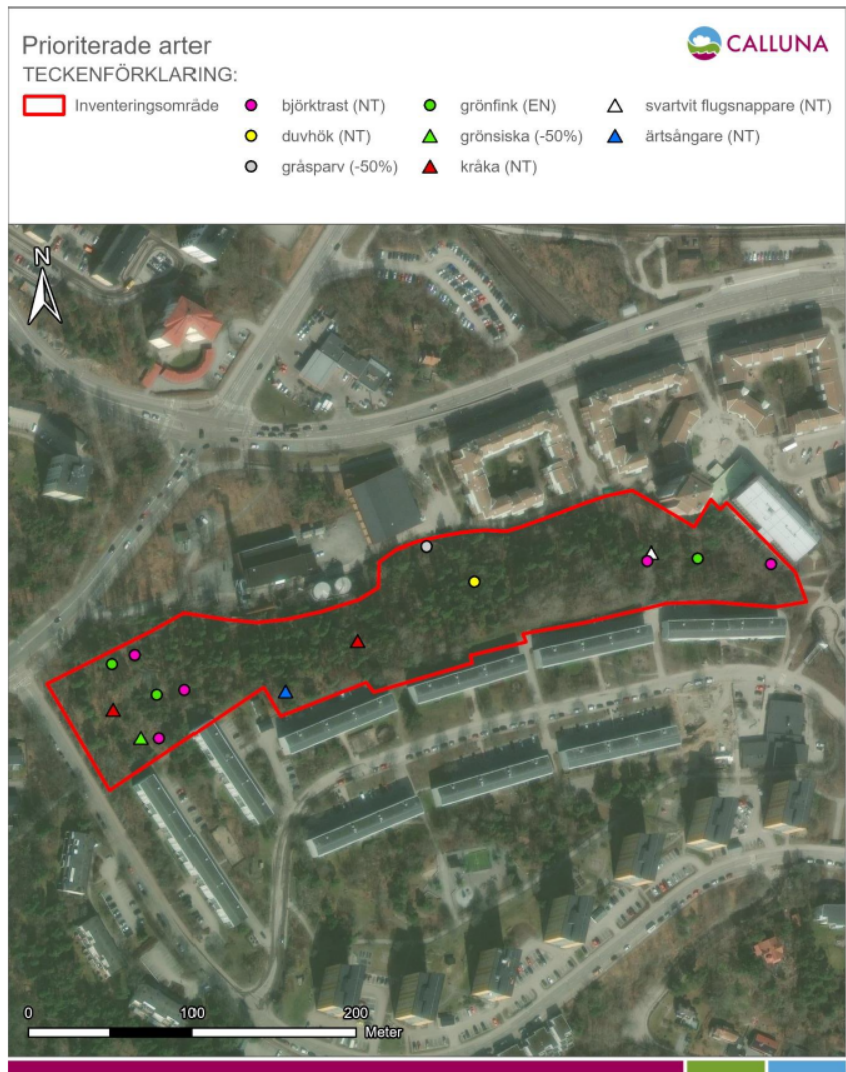 Prioriterade arter
CALLUNA
TECKENFÖRKLARING:
Inventeringsområde björktrast (NT) grönfink (EN) svartvit flugsnappare (NT)
duvhök (NT) grönsiska (-50%) ärtsångare (NT)
gråsparv (-50%) kråka (NT)
N
0 100 200
Meter